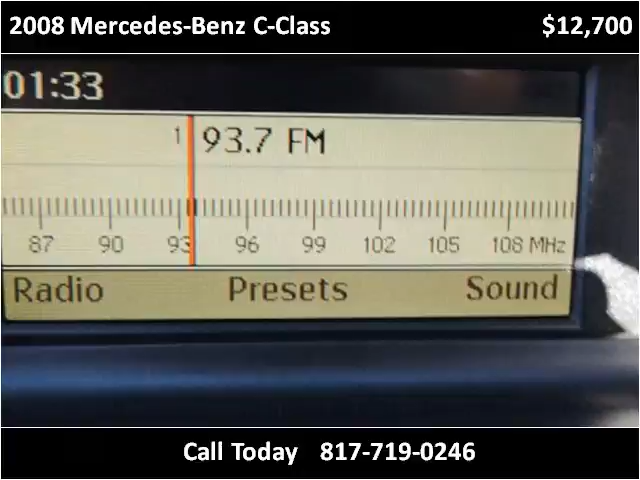 2008 Mercedes-Benz C-Class $12,700
01:33
1 93.7 FM
87 90 93 96 99 102 105 108 MHz
Radio Presets Sound
Call Today 817-719-0246